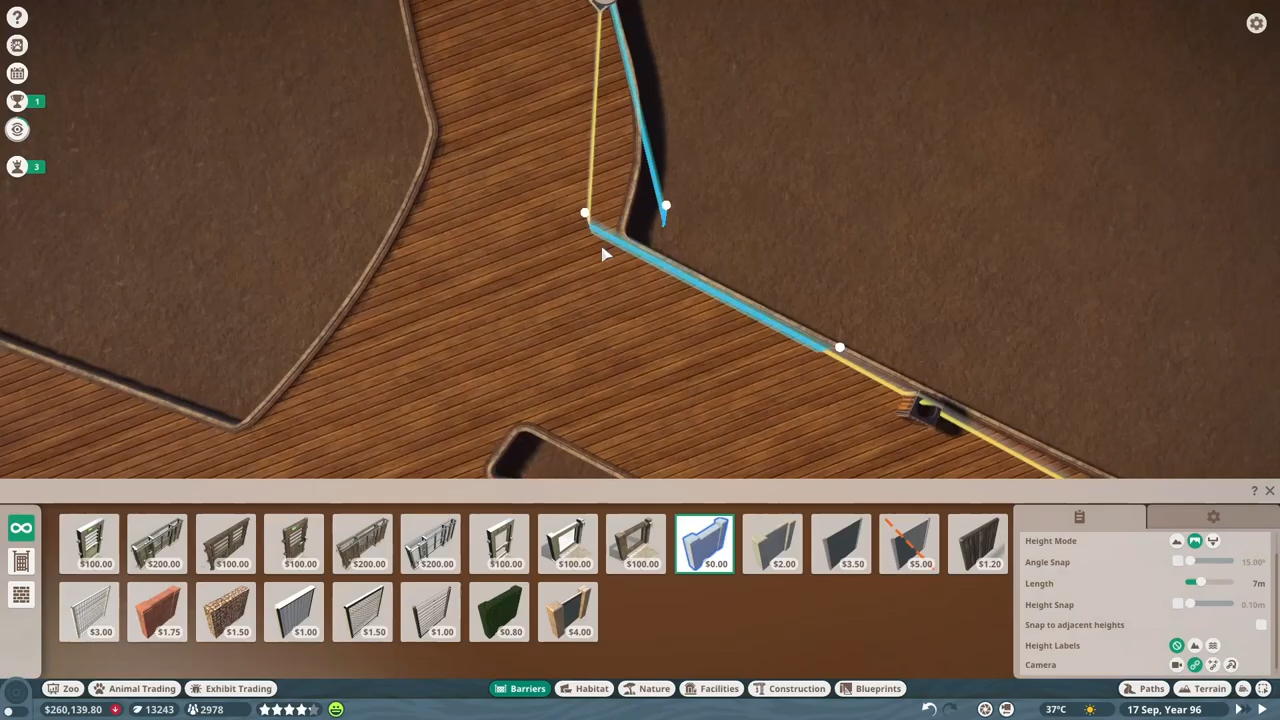 ?
1
3
? ×
$100.00 $200.00 $100.00 $100.00 $200.00 $200.00 $100.00 $100.00 $100.00 $0.00 $2.00 $3.50 $5.00 $1.20
$3.00 $1.75 $1.50 $1.00 $1.50 $1.00 $0.80 $4.00
Height Mode
Angle Snap 15.00°
Length 7m
Height Snap 0.10m
Snap to adjacent heights
Height Labels
Camera
Zoo Animal Trading Exhibit Trading Barriers Habitat Nature Facilities Construction Blueprints Paths Terrain
$260,139.80 13243 2978 37°C 17 Sep, Year 96